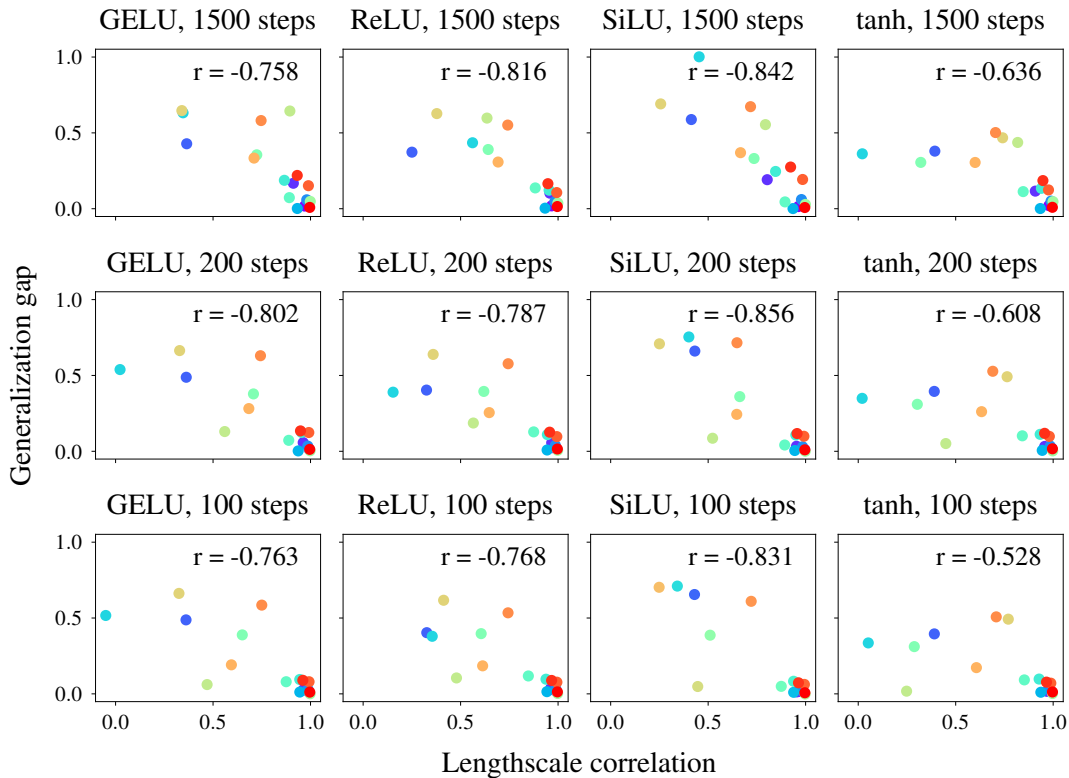 GELU, 1500 steps
ReLU, 1500 steps
SiLU, 1500 steps
tanh, 1500 steps
1.0
0.5
0.0
r = -0.758
r = -0.816
r = -0.842
r = -0.636
Generalization gap
GELU, 200 steps
ReLU, 200 steps
SiLU, 200 steps
tanh, 200 steps
1.0
0.5
0.0
r = -0.802
r = -0.787
r = -0.856
r = -0.608
GELU, 100 steps
ReLU, 100 steps
SiLU, 100 steps
tanh, 100 steps
1.0
0.5
0.0
r = -0.763
r = -0.768
r = -0.831
r = -0.528
0.0 0.5 1.0
0.0 0.5 1.0
0.0 0.5 1.0
0.0 0.5 1.0
Lengthscale correlation